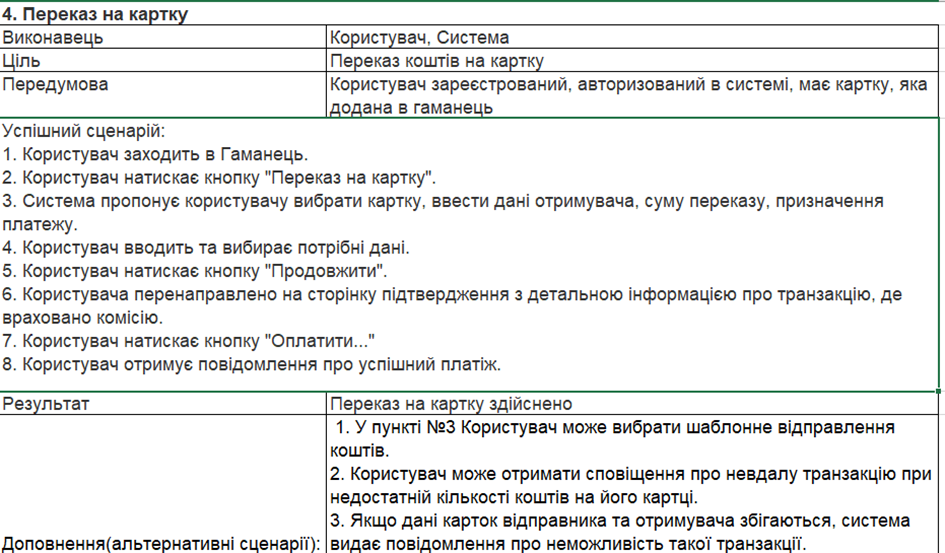 4. Переказ на картку
Виконавець Користувач, Система
Ціль Переказ коштів на картку
Передумова Користувач зареєстрований, авторизований в системі, має картку, яка
додана в гаманець
Успішний сценарій:
1. Користувач заходить в Гаманець.
2. Користувач натискає кнопку "Переказ на картку".
3. Система пропонує користувачу вибрати картку, ввести дані отримувача, суму переказу, призначення
платежу.
4. Користувач вводить та вибирає потрібні дані.
5. Користувач натискає кнопку "Продовжити".
6. Користувача перенаправлено на сторінку підтвердження з детальною інформацією про транзакцію, де
враховано комісію.
7. Користувач натискає кнопку "Оплатити..."
8. Користувач отримує повідомлення про успішний платіж.
Результат Переказ на картку здійснено
1. У пункті №3 Користувач може вибрати шаблонне відправлення
коштів.
2. Користувач може отримати сповіщення про невдалу транзакцію при
недостатній кількості коштів на його картці.
3. Якщо дані карток відправника та отримувача збігаються, система
Доповнення(альтернативні сценарії): видає повідомлення про неможливість такої транзакції.